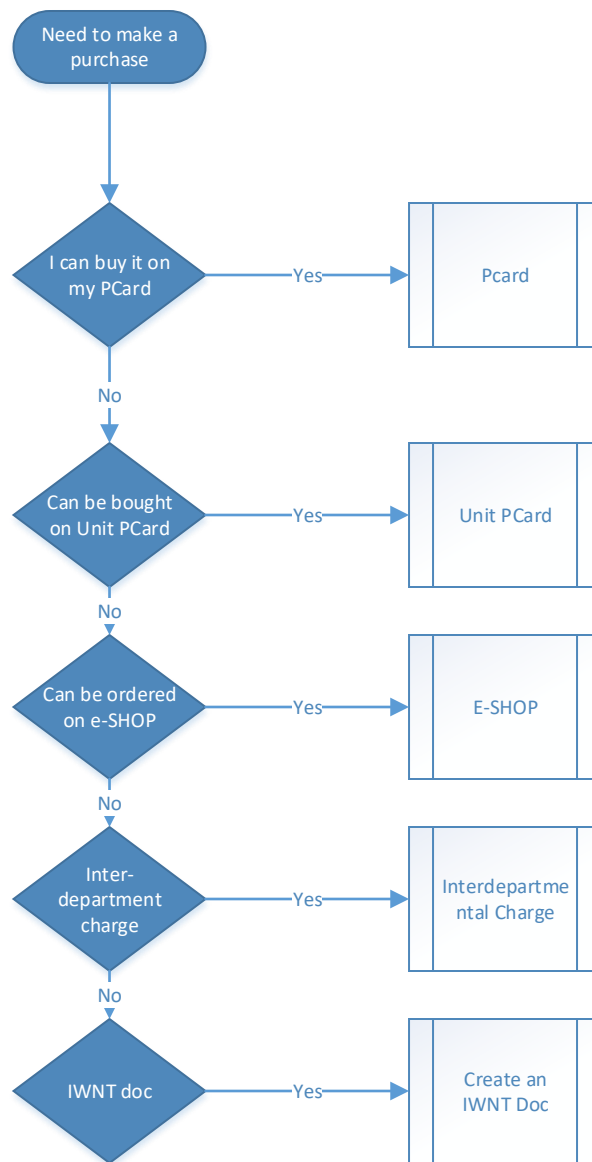 Need to make a
purchase
I can buy it on
my PCard
Yes
Pcard
No
Can be bought
on Unit PCard
Yes
Unit PCard
No
Can be ordered
on e-SHOP
Yes
E-SHOP
No
Inter-
department
charge
Yes
Interdepartme
ntal Charge
No
IWNT doc
Yes
Create an
IWNT Doc